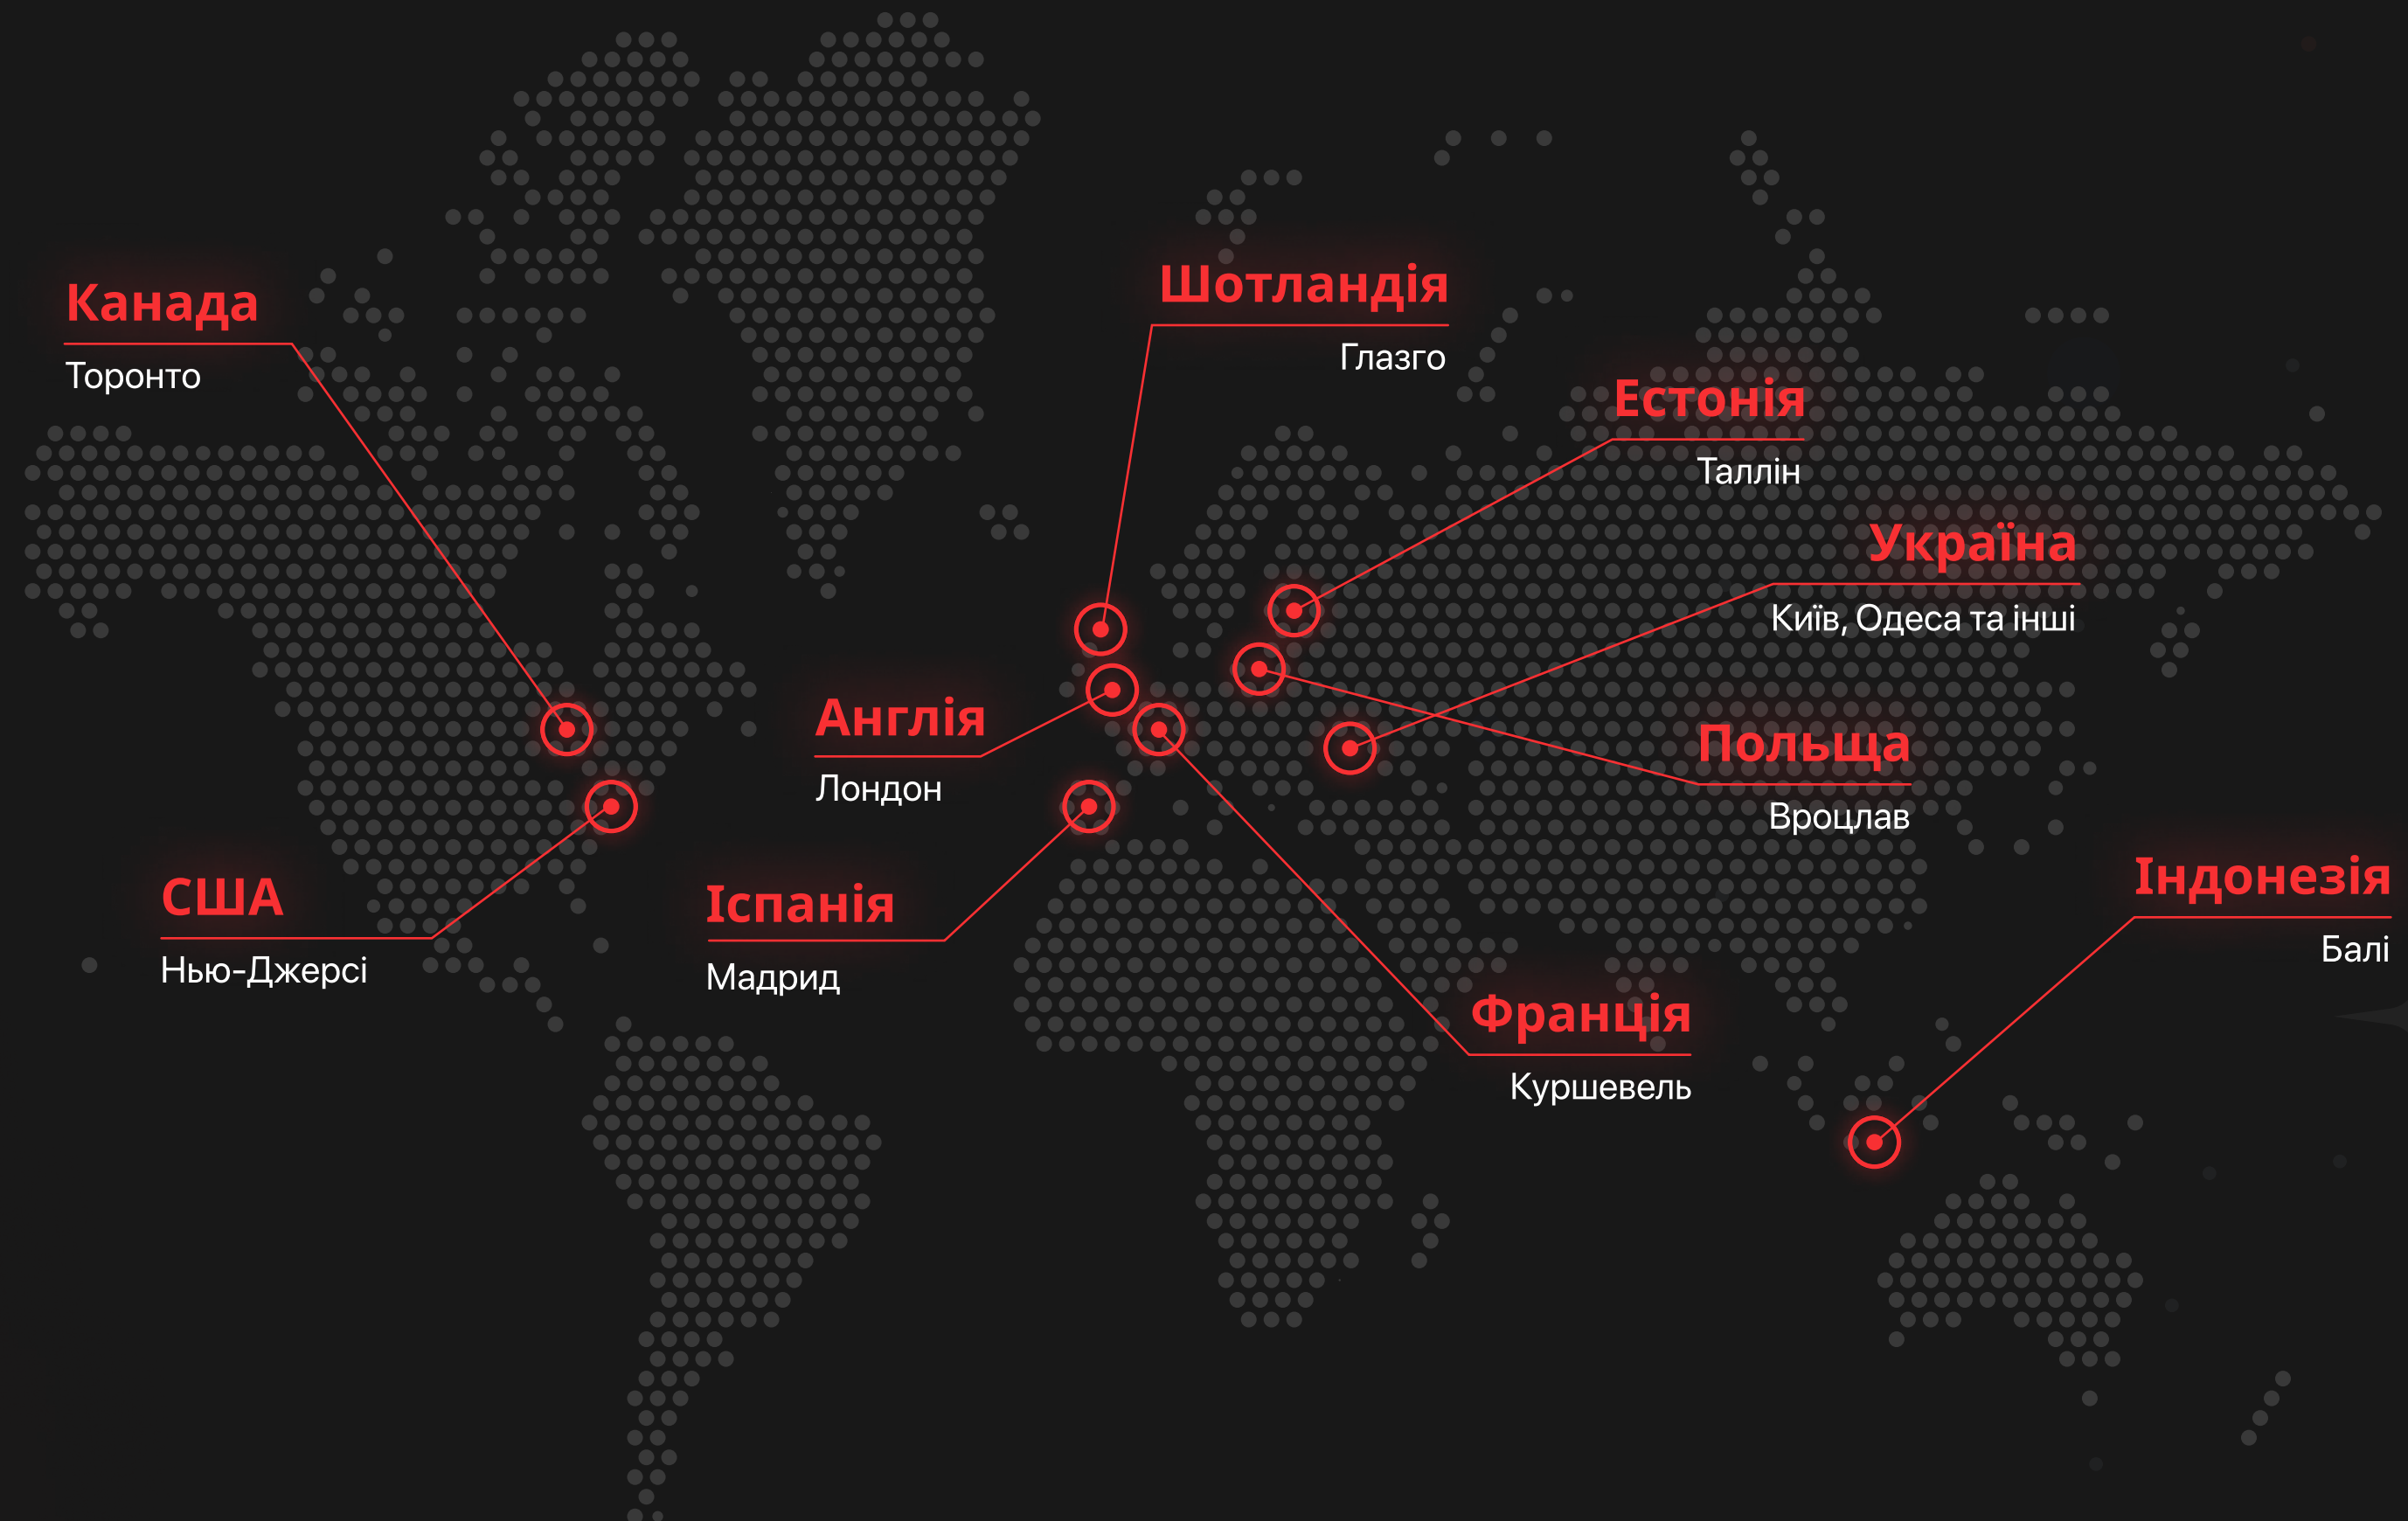 Канада
Торонто
Шотландія
Глазго
Естонія
Таллін
Україна
Київ, Одеса та інші
Англія
Лондон
Польща
Вроцлав
США
Нью-Джерсі
Іспанія
Мадрид
Індонезія
Балі
Франція
Куршевель